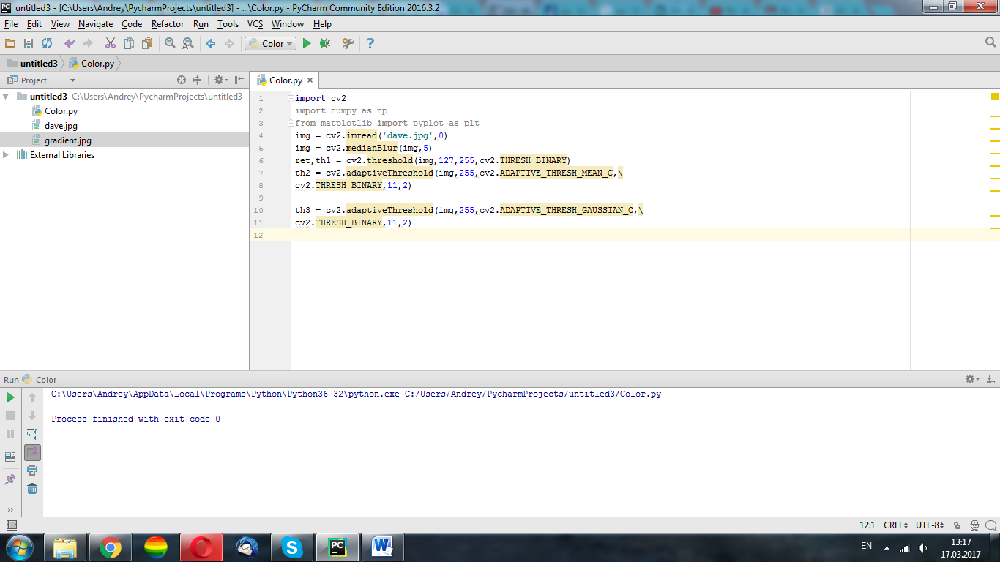 untitled3 - [C:\Users\Andrey\PycharmProjects\untitled3] - ...\Color.py - PyCharm Community Edition 2016.3.2
File Edit View Navigate Code Refactor Run Tools VCS Window Help
Color
untitled3 Color.py
Project
Color.py
untitled3 C:\Users\Andrey\PycharmProjects\untitled3
Color.py
dave.jpg
gradient.jpg
External Libraries
1 import cv2
2 import numpy as np
3 from matplotlib import pyplot as plt
4 img = cv2.imread('dave.jpg',0)
5 img = cv2.medianBlur(img,5)
6 ret,th1 = cv2.threshold(img,127,255,cv2.THRESH_BINARY)
7 th2 = cv2.adaptiveThreshold(img,255,cv2.ADAPTIVE_THRESH_MEAN_C,\
8 cv2.THRESH_BINARY,11,2)
9
10 th3 = cv2.adaptiveThreshold(img,255,cv2.ADAPTIVE_THRESH_GAUSSIAN_C,\
11 cv2.THRESH_BINARY,11,2)
12
Run Color
C:\Users\Andrey\AppData\Local\Programs\Python\Python36-32\python.exe C:/Users/Andrey/PycharmProjects/untitled3/Color.py
Process finished with exit code 0
12:1 CRLF UTF-8
EN
13:17
17.03.2017